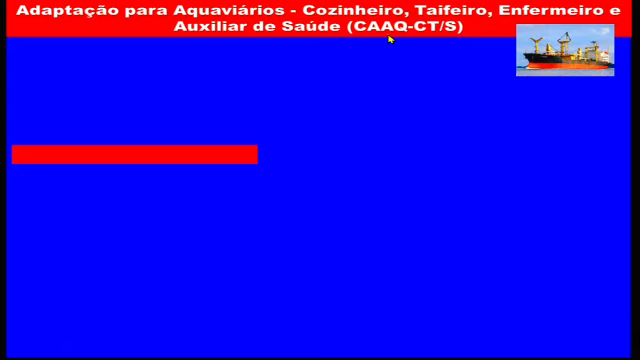 Adaptação para Aquaviários - Cozinheiro, Taifeiro, Enfermeiro e
Auxiliar de Saúde (CAAQ-CT/S)